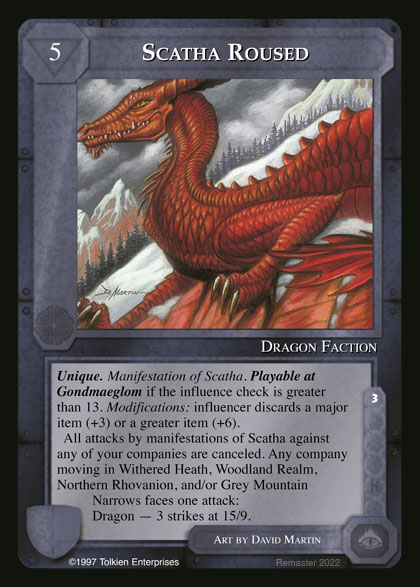 5
Scatha Roused
D. Martin
Dragon Faction
Unique. Manifestation of Scatha. Playable at
Gondmaeglom if the influence check is greater
than 13. Modifications: influencer discards a major
item (+3) or a greater item (+6).
All attacks by manifestations of Scatha against
any of your companies are canceled. Any company
moving in Withered Heath, Woodland Realm,
Northern Rhovanion, and/or Grey Mountain
Narrows faces one attack:
Dragon — 3 strikes at 15/9.
3
H
Art by David Martin
©1997 Tolkien Enterprises
Remaster 2022